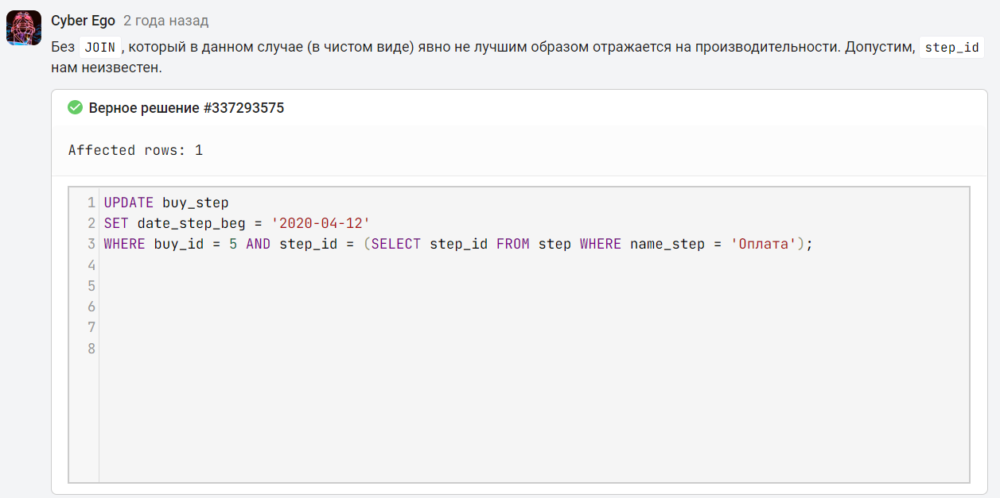 Cyber Ego 2 года назад
Без JOIN, который в данном случае (в чистом виде) явно не лучшим образом отражается на производительности. Допустим, step_id
нам неизвестен.
Верное решение #337293575
Affected rows: 1
1 UPDATE buy_step
2 SET date_step_beg = '2020-04-12'
3 WHERE buy_id = 5 AND step_id = (SELECT step_id FROM step WHERE name_step = 'Оплата');
4
5
6
7
8